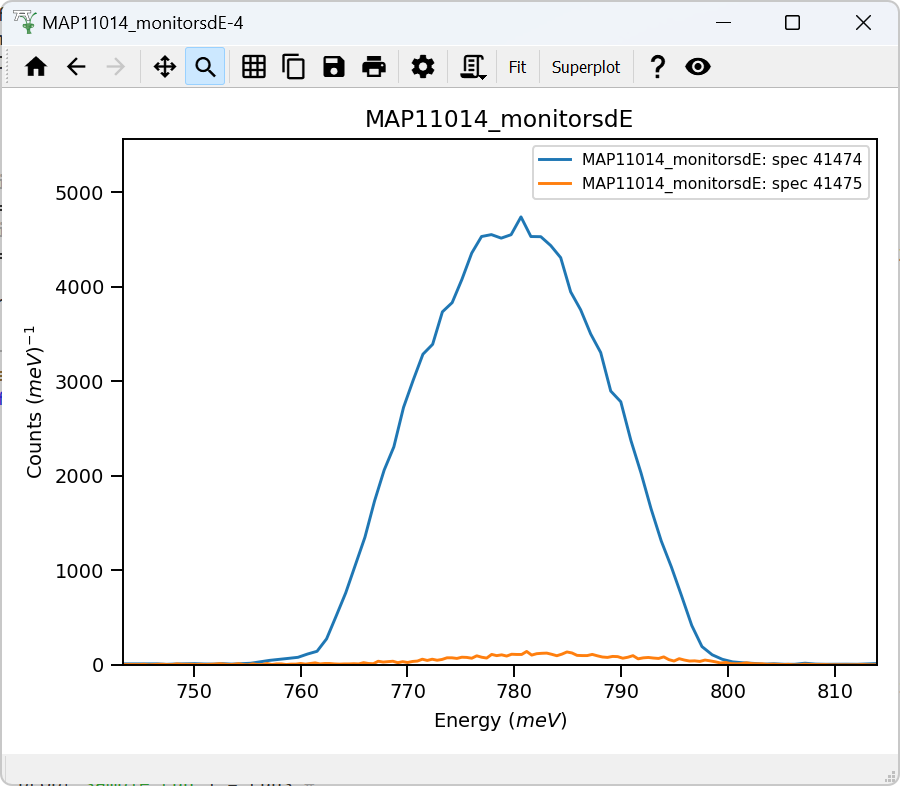 MAP11014_monitorsdE-4
Fit
Superplot
MAP11014_monitorsdE
MAP11014_monitorsdE: spec 41474
MAP11014_monitorsdE: spec 41475
5000
4000
3000
2000
1000
0
Counts (meV)⁻¹
750 760 770 780 790 800 810
Energy (meV)